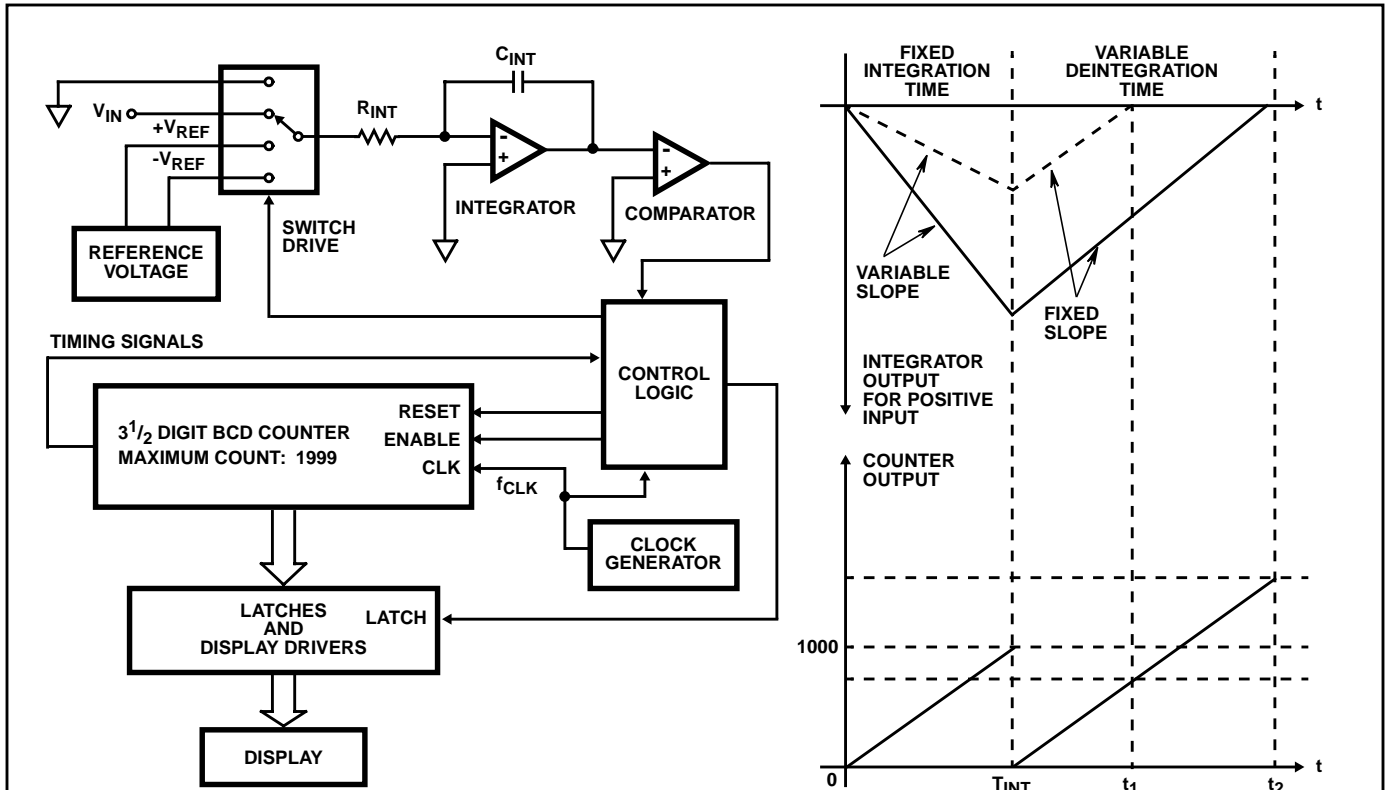 C_INT
R_INT
V_IN
+V_REF
-V_REF
INTEGRATOR
COMPARATOR
SWITCH
DRIVE
REFERENCE
VOLTAGE
TIMING SIGNALS
CONTROL
LOGIC
3 1/2 DIGIT BCD COUNTER
MAXIMUM COUNT: 1999
RESET
ENABLE
CLK
f_CLK
CLOCK
GENERATOR
LATCHES
AND
DISPLAY DRIVERS
LATCH
DISPLAY
FIXED
INTEGRATION
TIME
VARIABLE
DEINTEGRATION
TIME
t
VARIABLE
SLOPE
FIXED
SLOPE
INTEGRATOR
OUTPUT
FOR POSITIVE
INPUT
COUNTER
OUTPUT
1000
0
T_INT
t_1
t_2
t
- 
+
-
+